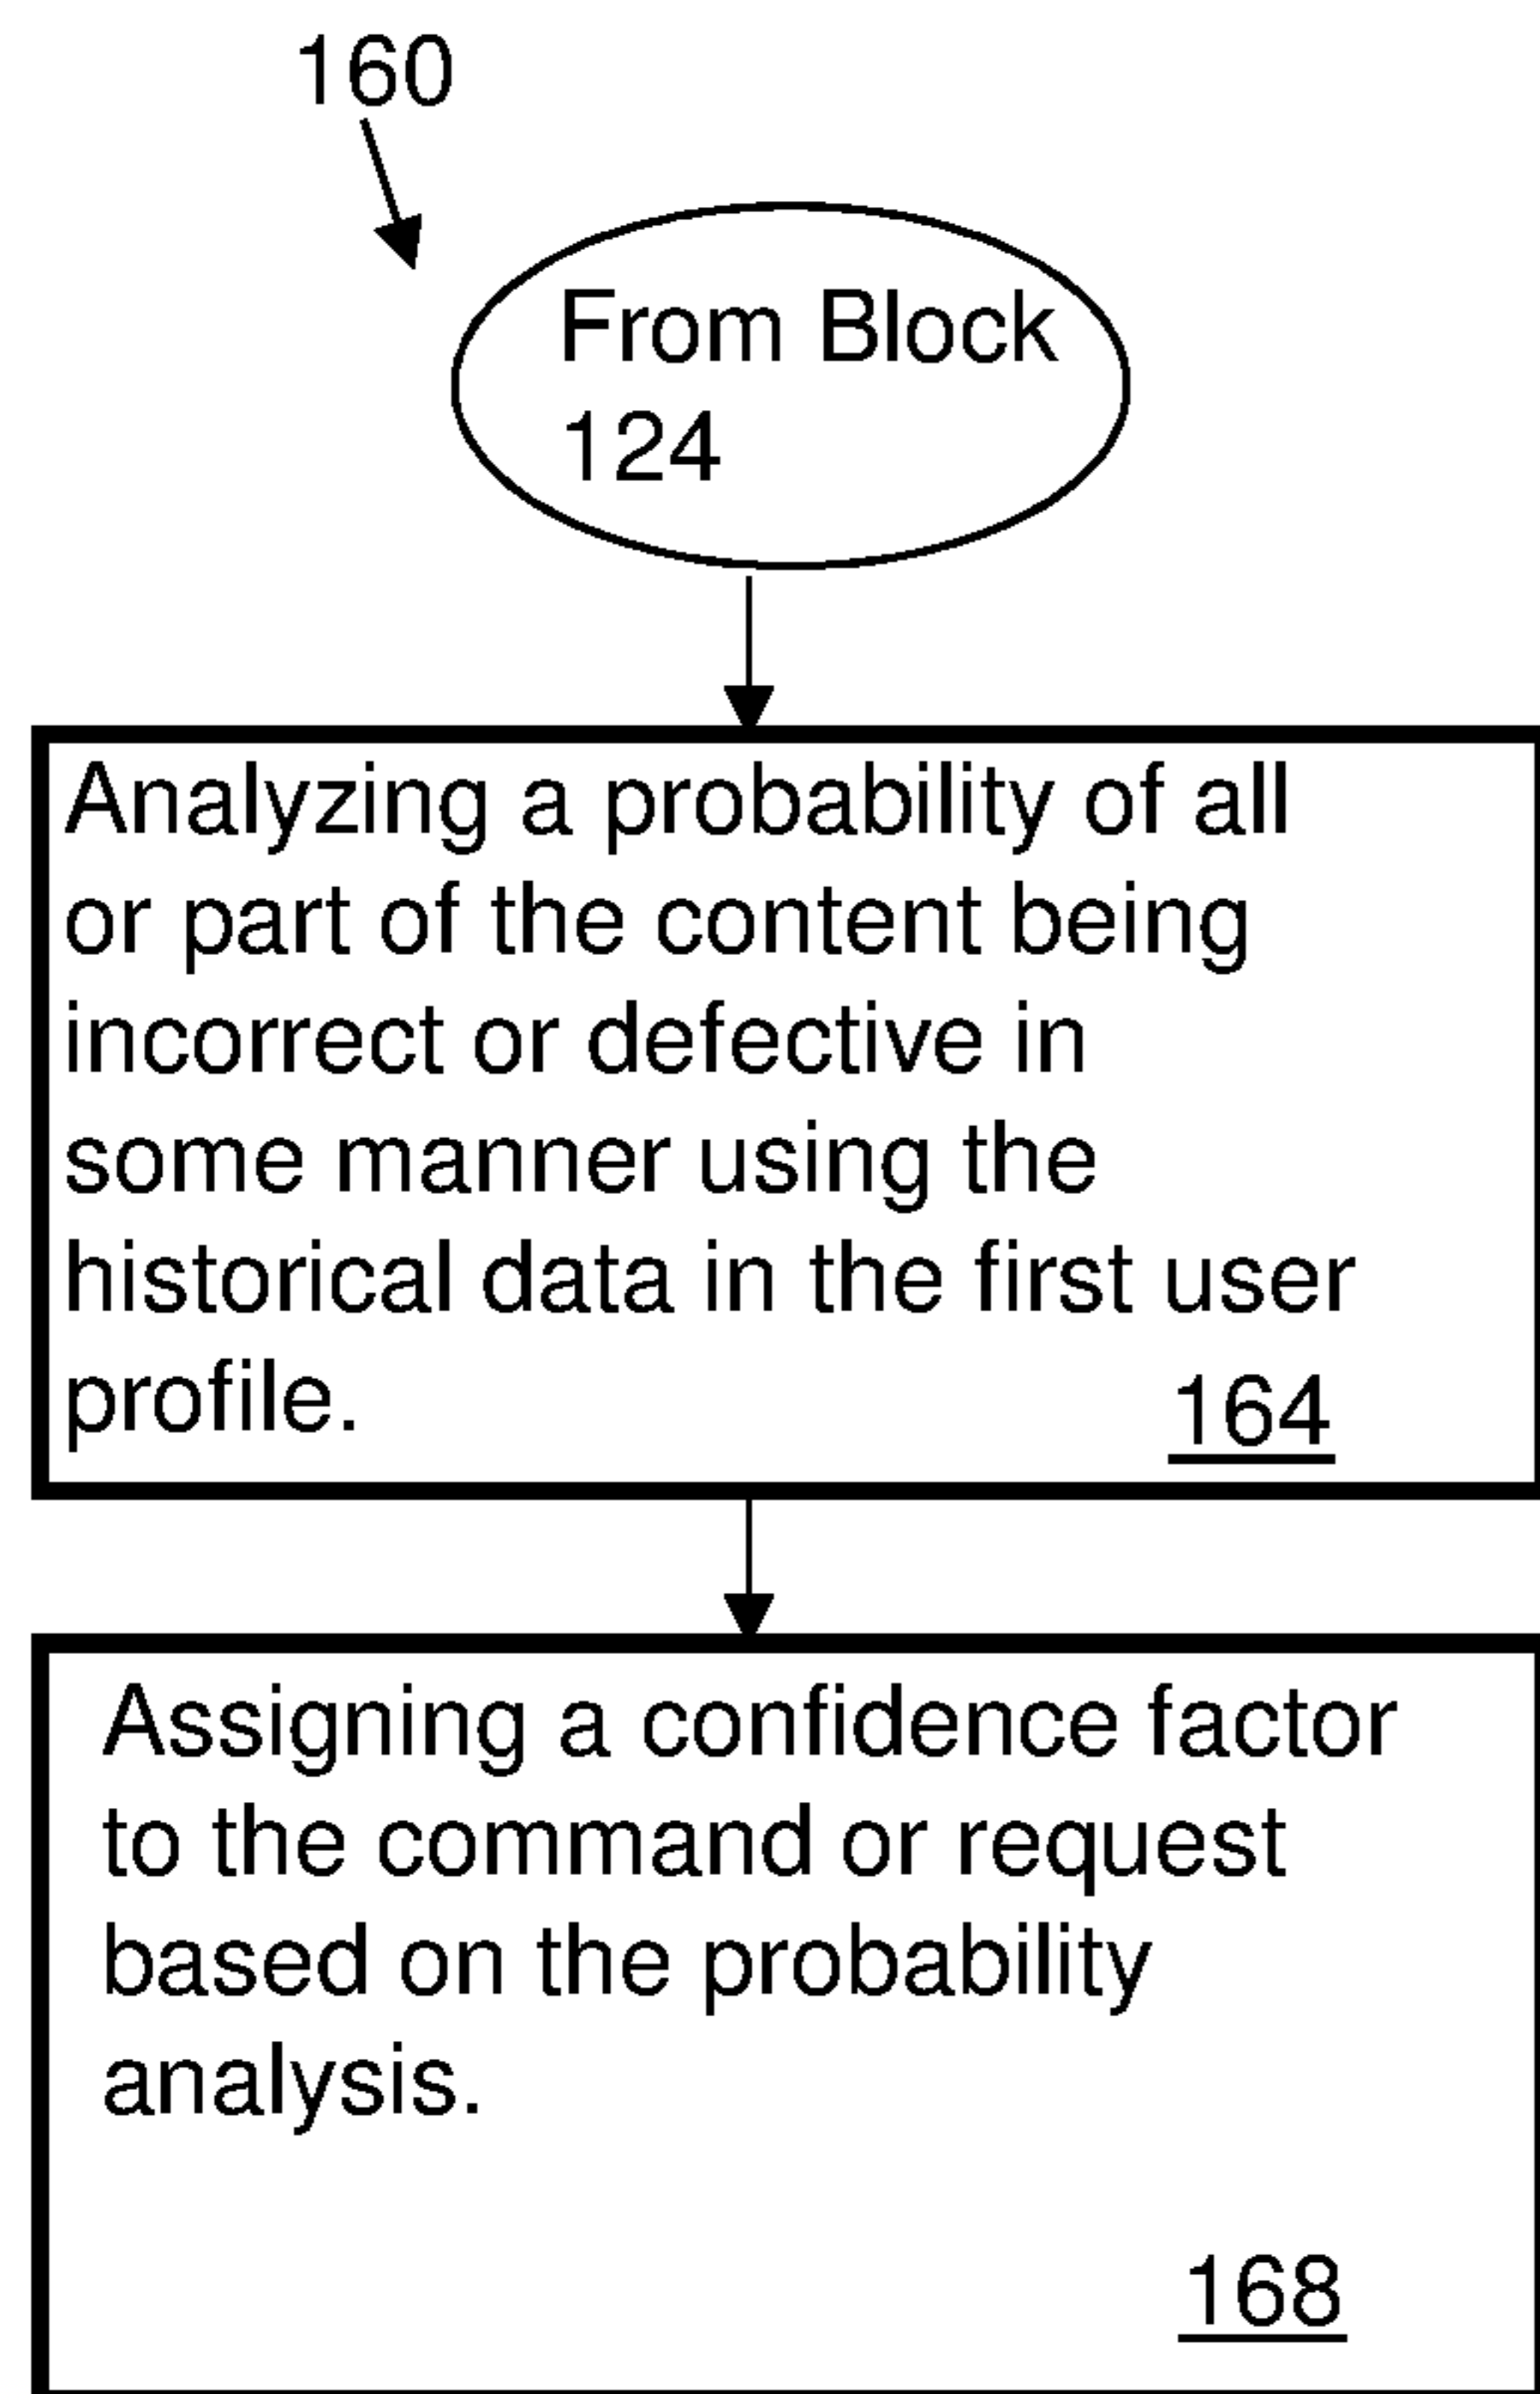 160
From Block
124
Analyzing a probability of all
or part of the content being
incorrect or defective in
some manner using the
historical data in the first user
profile.
164
Assigning a confidence factor
to the command or request
based on the probability
analysis.
168